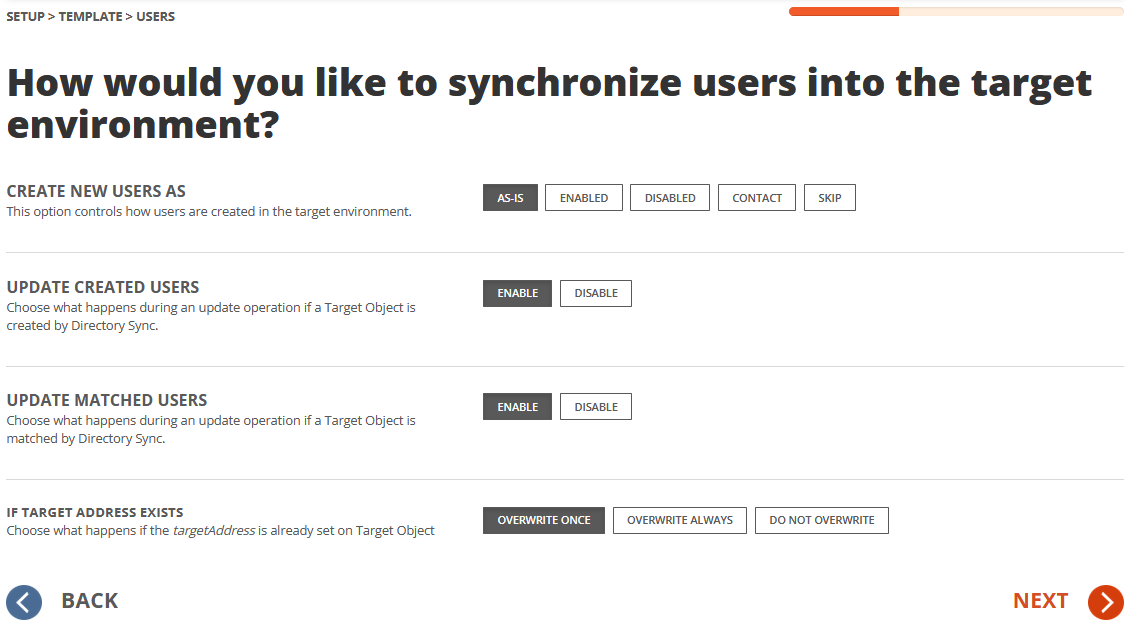 SETUP > TEMPLATE > USERS
How would you like to synchronize users into the target
environment?
CREATE NEW USERS AS
This option controls how users are created in the target environment.
AS-IS ENABLED DISABLED CONTACT SKIP
UPDATE CREATED USERS
Choose what happens during an update operation if a Target Object is
created by Directory Sync.
ENABLE DISABLE
UPDATE MATCHED USERS
Choose what happens during an update operation if a Target Object is
matched by Directory Sync.
ENABLE DISABLE
IF TARGET ADDRESS EXISTS
Choose what happens if the targetAddress is already set on Target Object
OVERWRITE ONCE OVERWRITE ALWAYS DO NOT OVERWRITE
BACK NEXT